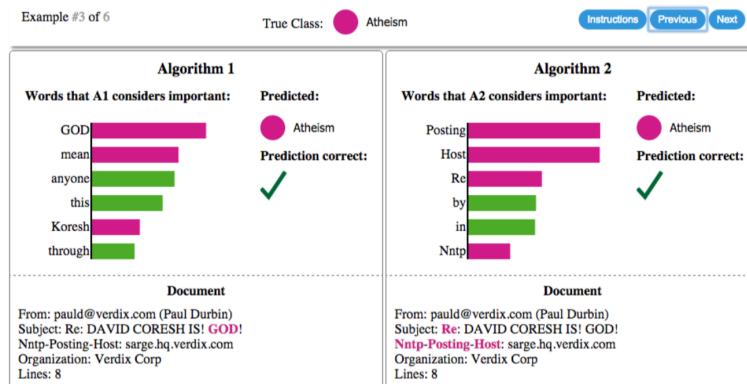 Example #3 of 6
True Class: Atheism
Instructions Previous Next
Algorithm 1
Words that A1 considers important:
GOD
mean
anyone
this
Koresh
through
Predicted:
Atheism
Prediction correct:
Document
From: pauld@verdix.com (Paul Durbin)
Subject: Re: DAVID CORESH IS! GOD!
Nntp-Posting-Host: sarge.hq.verdix.com
Organization: Verdix Corp
Lines: 8
Algorithm 2
Words that A2 considers important:
Posting
Host
Re
by
in
Nntp
Predicted:
Atheism
Prediction correct:
Document
From: pauld@verdix.com (Paul Durbin)
Subject: Re: DAVID CORESH IS! GOD!
Nntp-Posting-Host: sarge.hq.verdix.com
Organization: Verdix Corp
Lines: 8